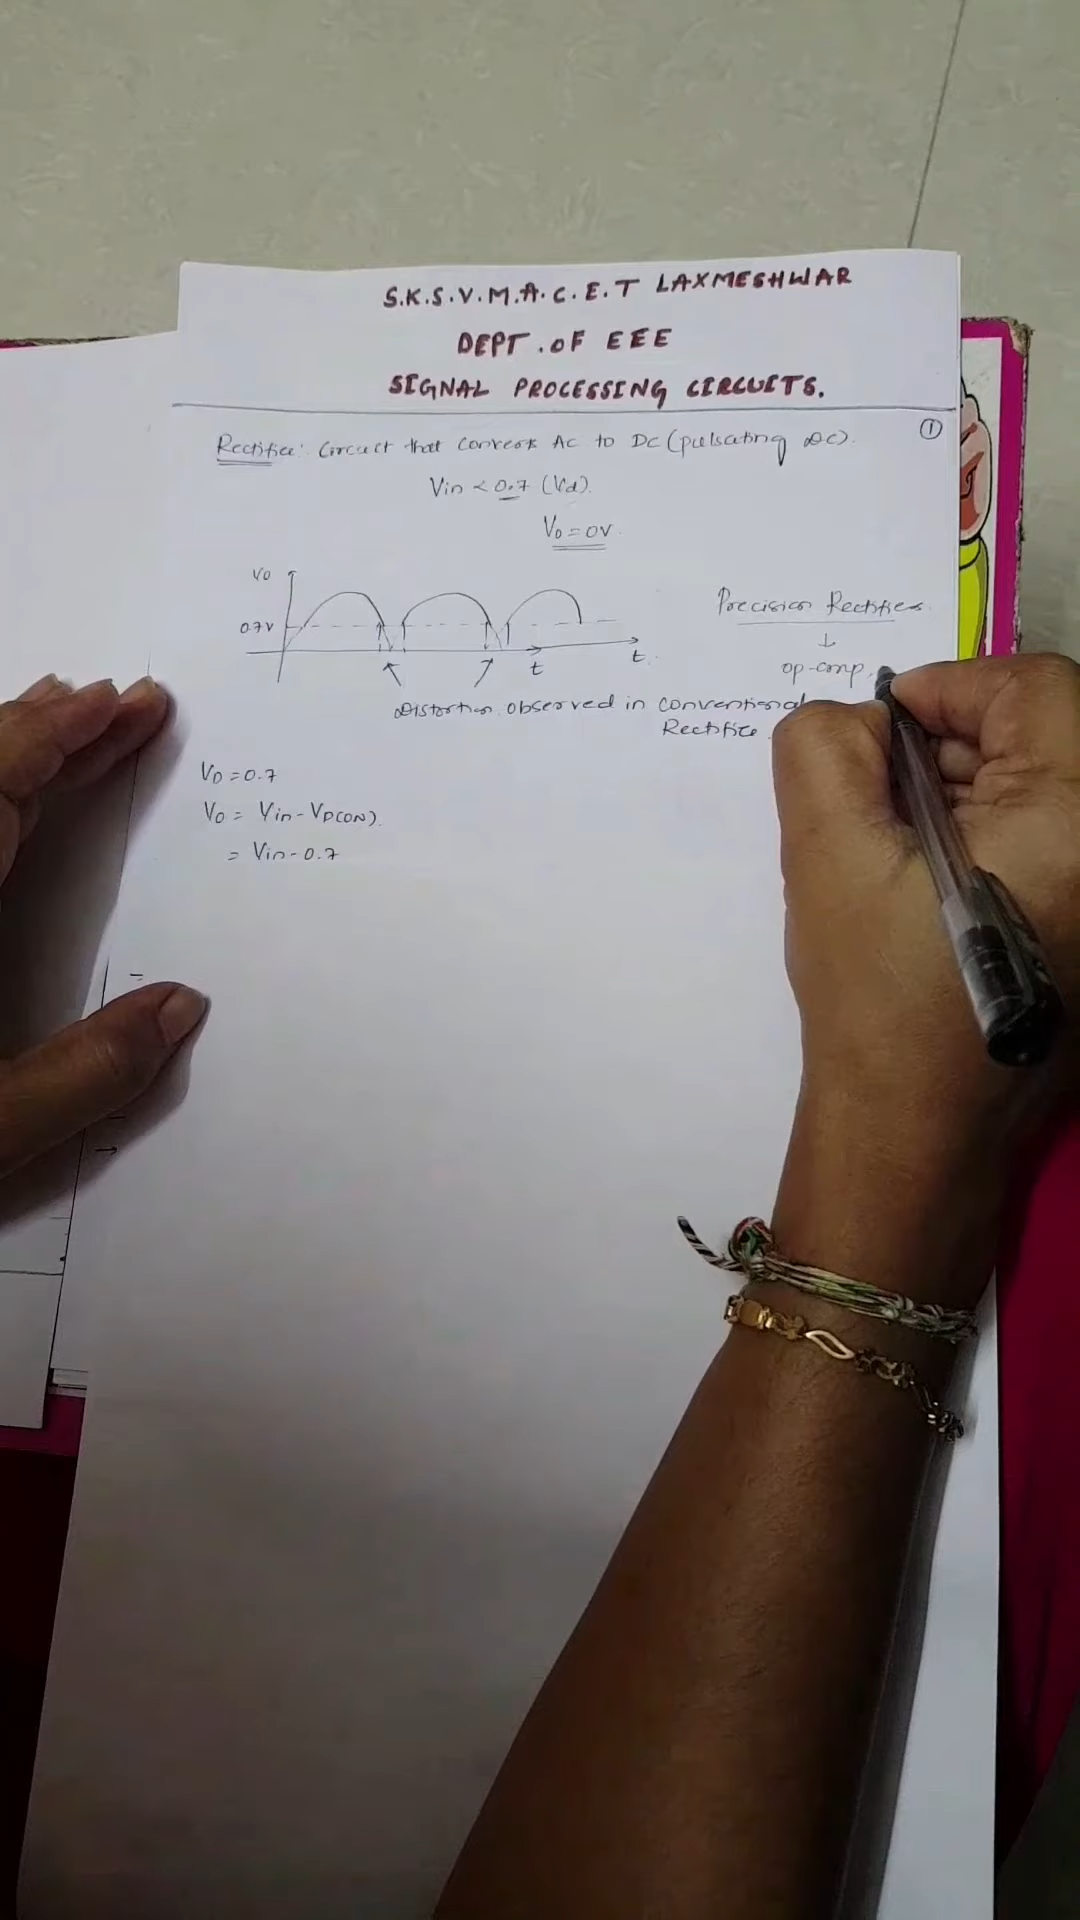 S.K.S.V.M.A.C.E.T LAXMESHWAR
DEPT. OF EEE
SIGNAL PROCESSING CIRCUITS.
①
Rectifier: Circuit that converts AC to DC (pulsating DC).
Vin < 0.7 (Vd).
Vo = 0V.
Vo
0.7V
t
t.
Precision Rectifier.
↓
op-amp,
Distortion observed in conventional
Rectifier.
VD = 0.7
Vo = Vin - VD(ON).
= Vin - 0.7